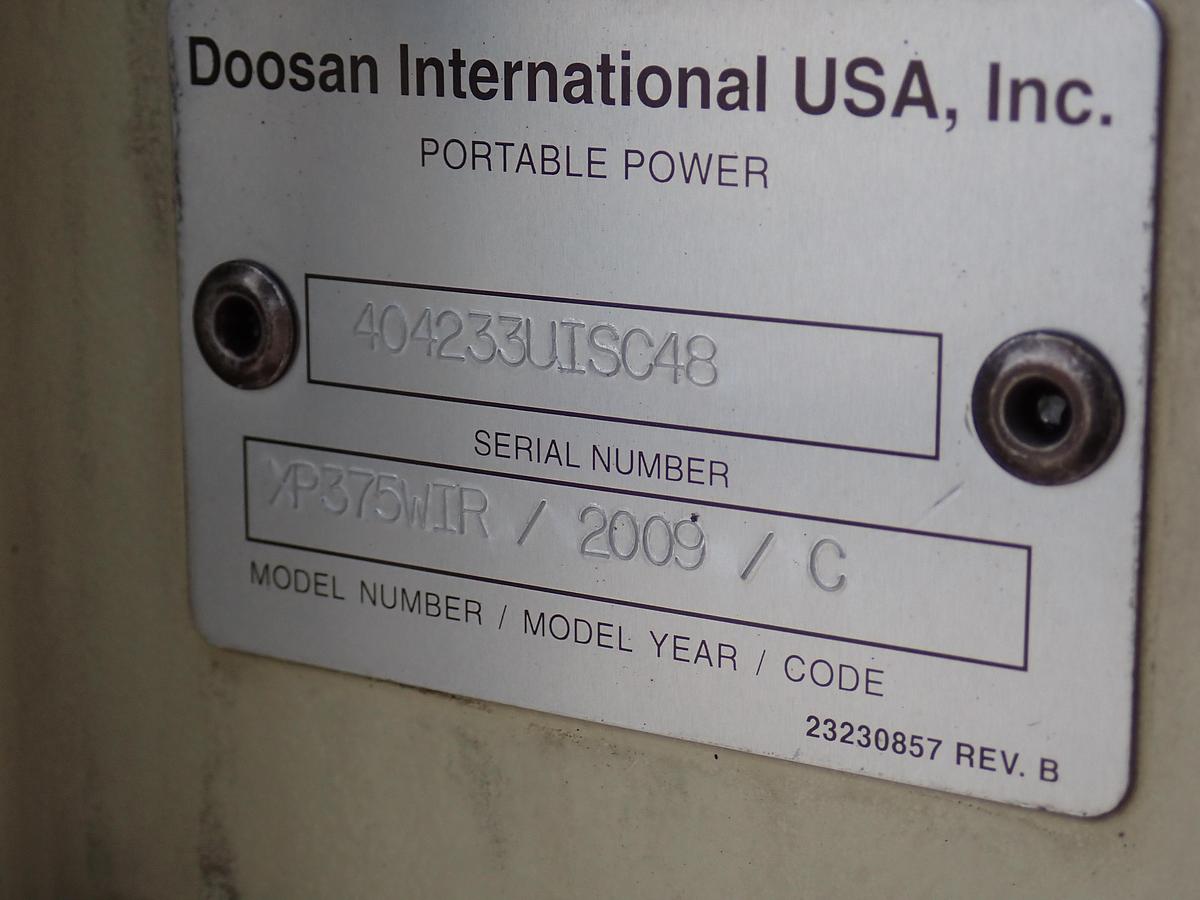 Doosan International USA, Inc.
PORTABLE POWER
404233UISC48
SERIAL NUMBER
XP375WIR / 2009 / C
MODEL NUMBER / MODEL YEAR / CODE
23230857 REV. B